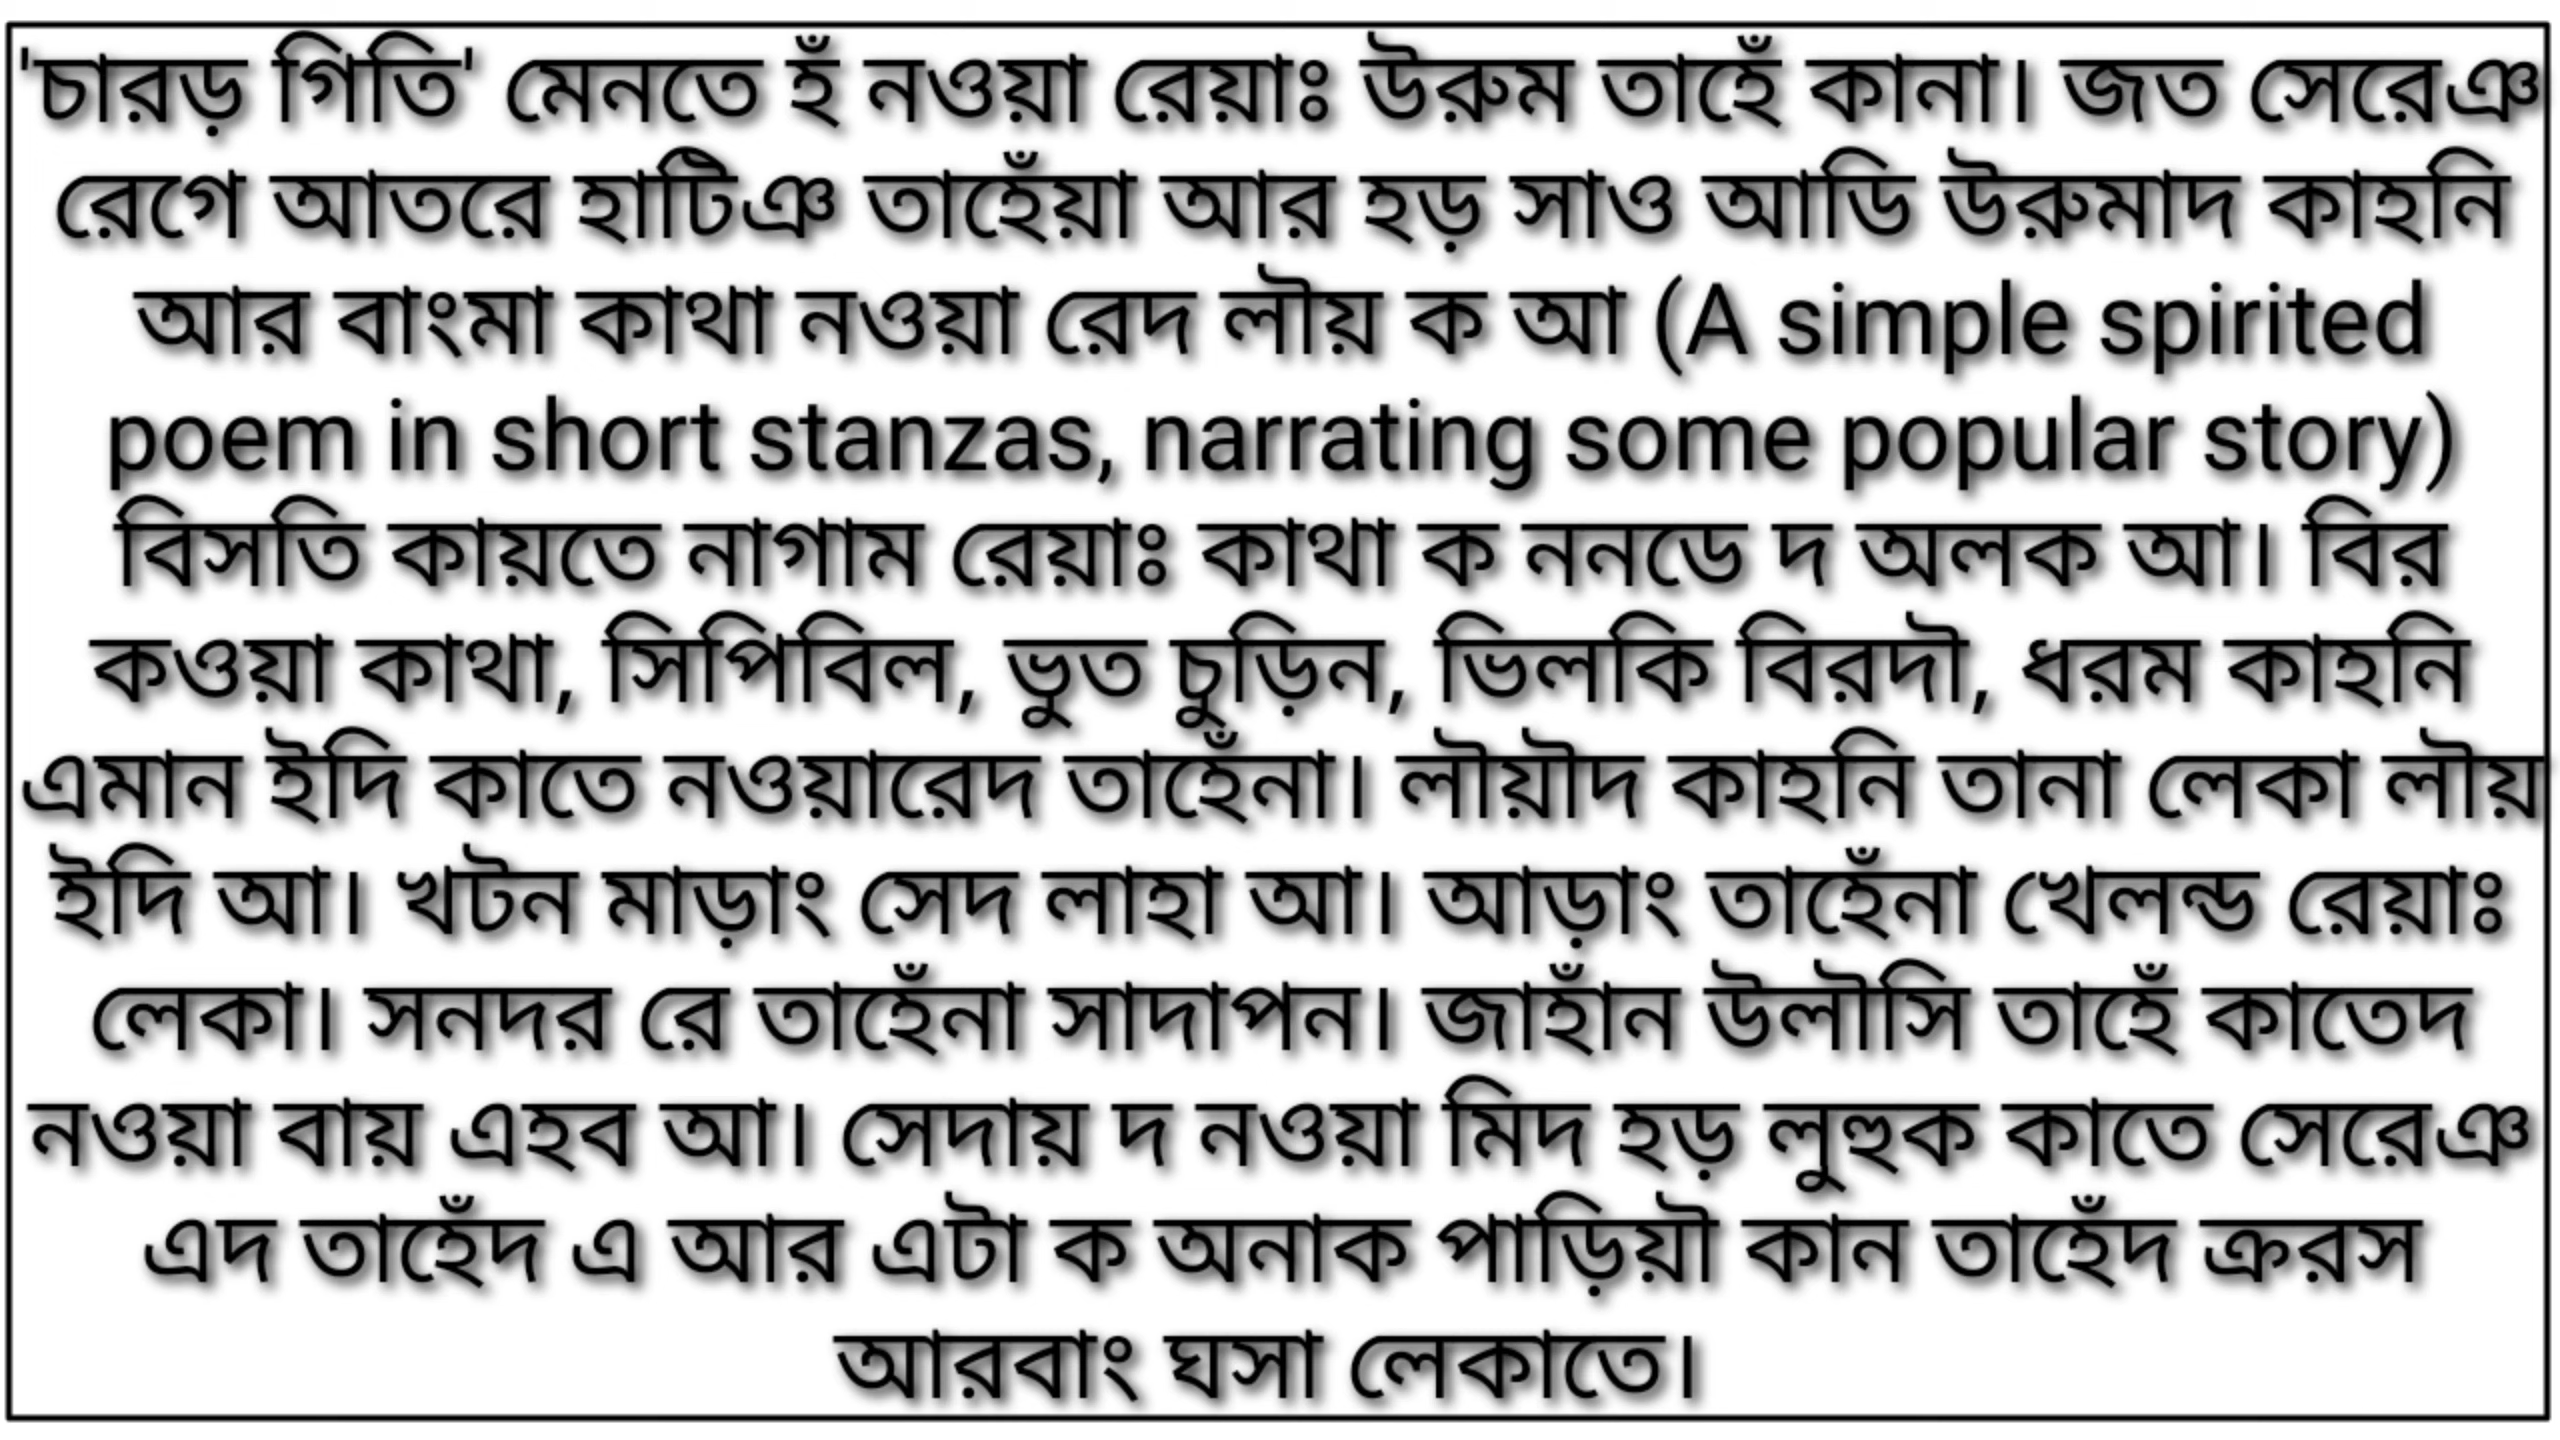 'চারড় গিতি' মেনতে হঁ নওয়া রেয়াঃ উরুম তাহেঁ কানা। জত সেরেঞ
রেগে আতরে হাটিঞ তাহেঁয়া আর হড় সাও আডি উরুমাদ কাহনি
আর বাংমা কাথা নওয়া রেদ লীয় ক আ (A simple spirited
poem in short stanzas, narrating some popular story)
বিসতি কায়তে নাগাম রেয়াঃ কাথা ক ননডে দ অলক আ। বির
কওয়া কাথা, সিপিবিল, ভুত চুড়িন, ভিলকি বিরদৗ, ধরম কাহনি
এমান ইদি কাতে নওয়ারেদ তাহেঁনা। লৗয়ৗদ কাহনি তানা লেকা লৗয়
ইদি আ। খটন মাড়াং সেদ লাহা আ। আড়াং তাহেঁনা খেলন্ড রেয়াঃ
লেকা। সনদর রে তাহেঁনা সাদাপন। জাহাঁন উলৗসি তাহেঁ কাতেদ
নওয়া বায় এহব আ। সেদায় দ নওয়া মিদ হড় লুহুক কাতে সেরেঞ
এদ তাহেঁদ এ আর এটা ক অনাক পাড়িয়ৗ কান তাহেঁদ ক্ররস
আরবাং ঘসা লেকাতে।